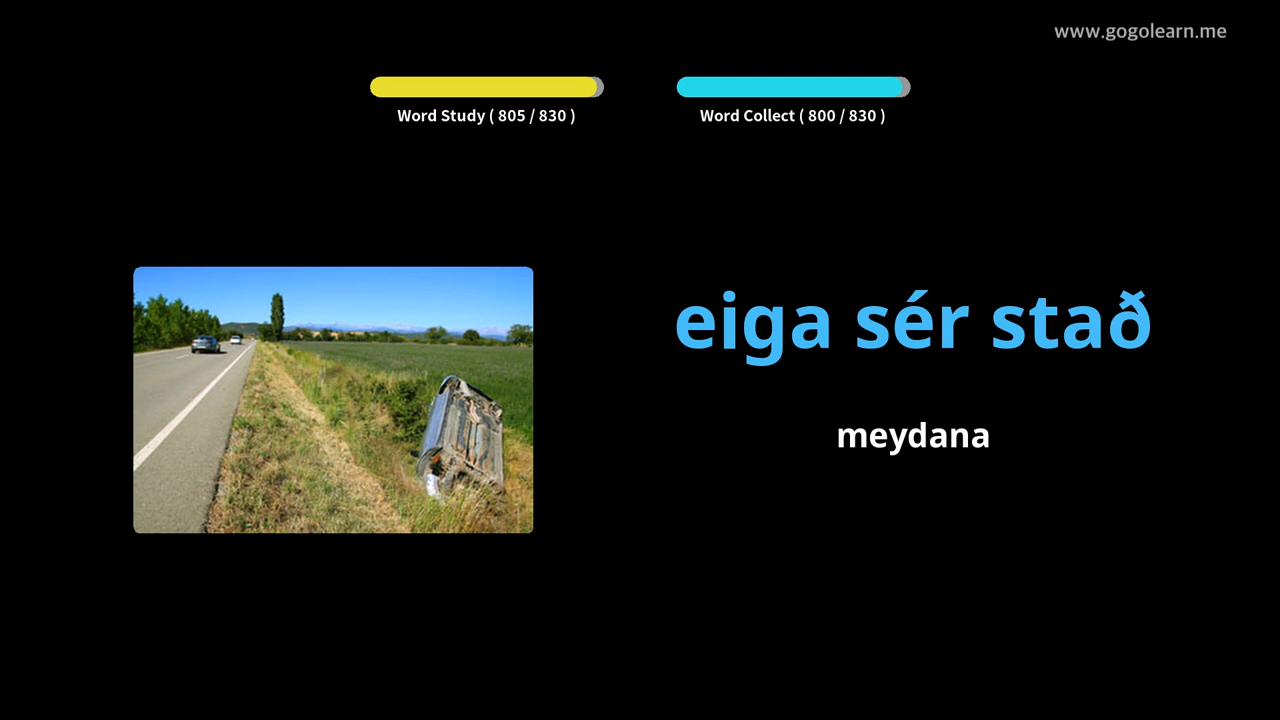 www.gogolearn.me
Word Study ( 805 / 830 )
Word Collect ( 800 / 830 )
eiga sér stað
meydana